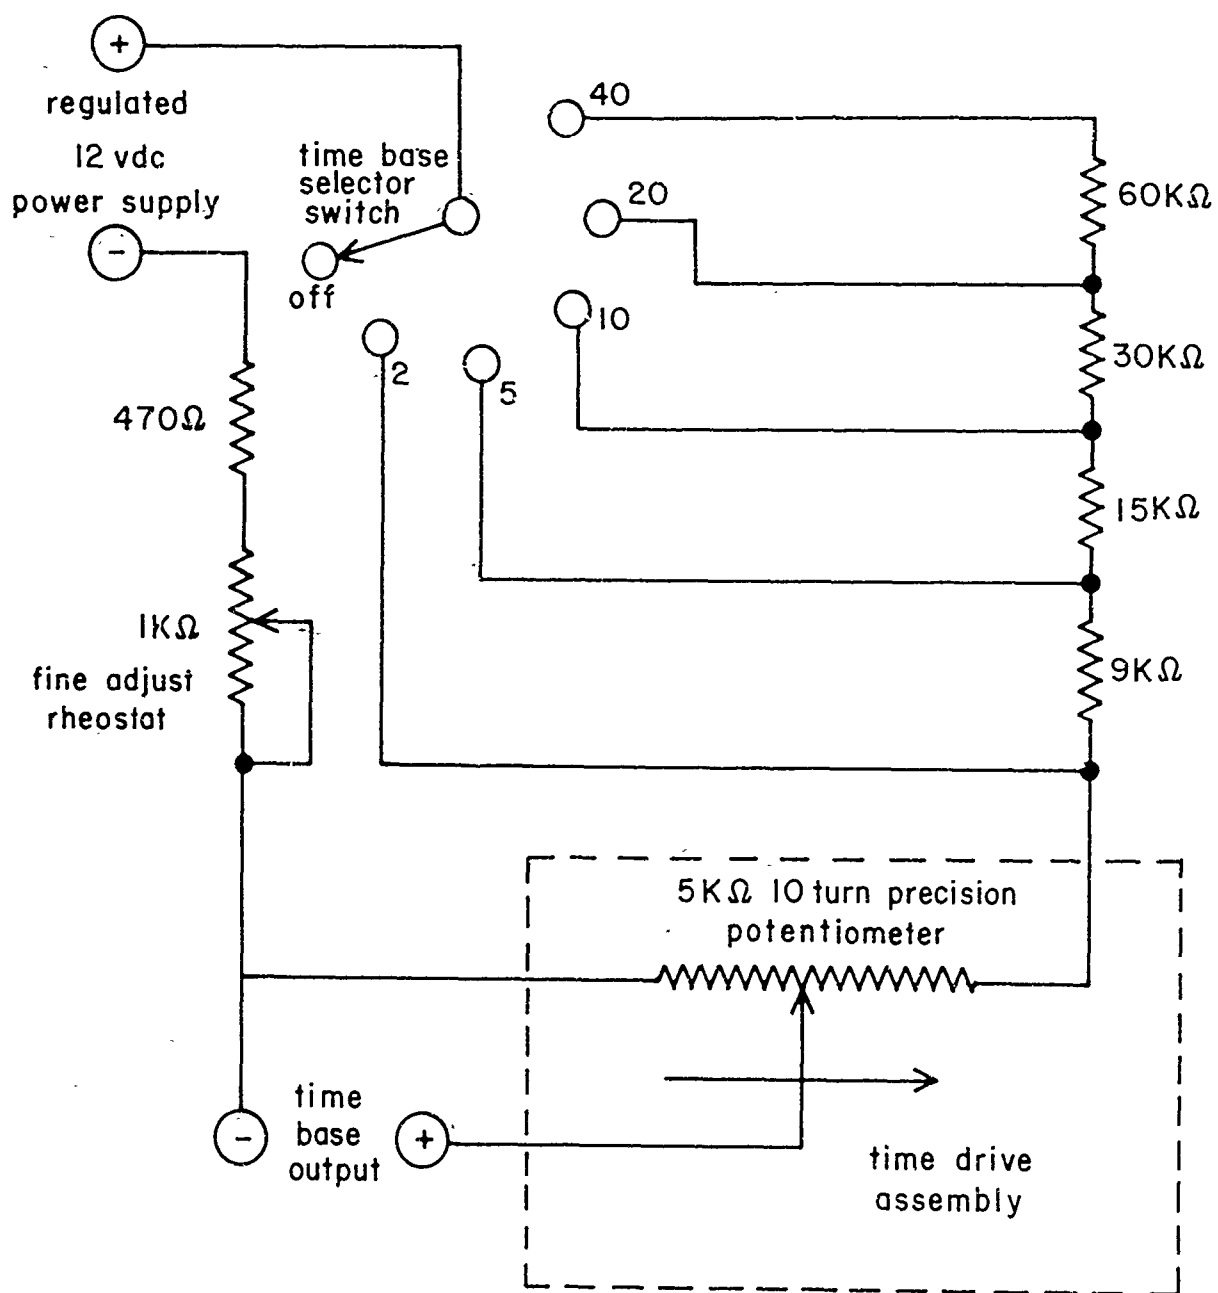 +
regulated
12 vdc
power supply
−
time base
selector
switch
off
40
20
10
5
2
60KΩ
30KΩ
15KΩ
9KΩ
470Ω
1KΩ
fine adjust
rheostat
5KΩ 10 turn precision
potentiometer
−
time
base
output
+
time drive
assembly